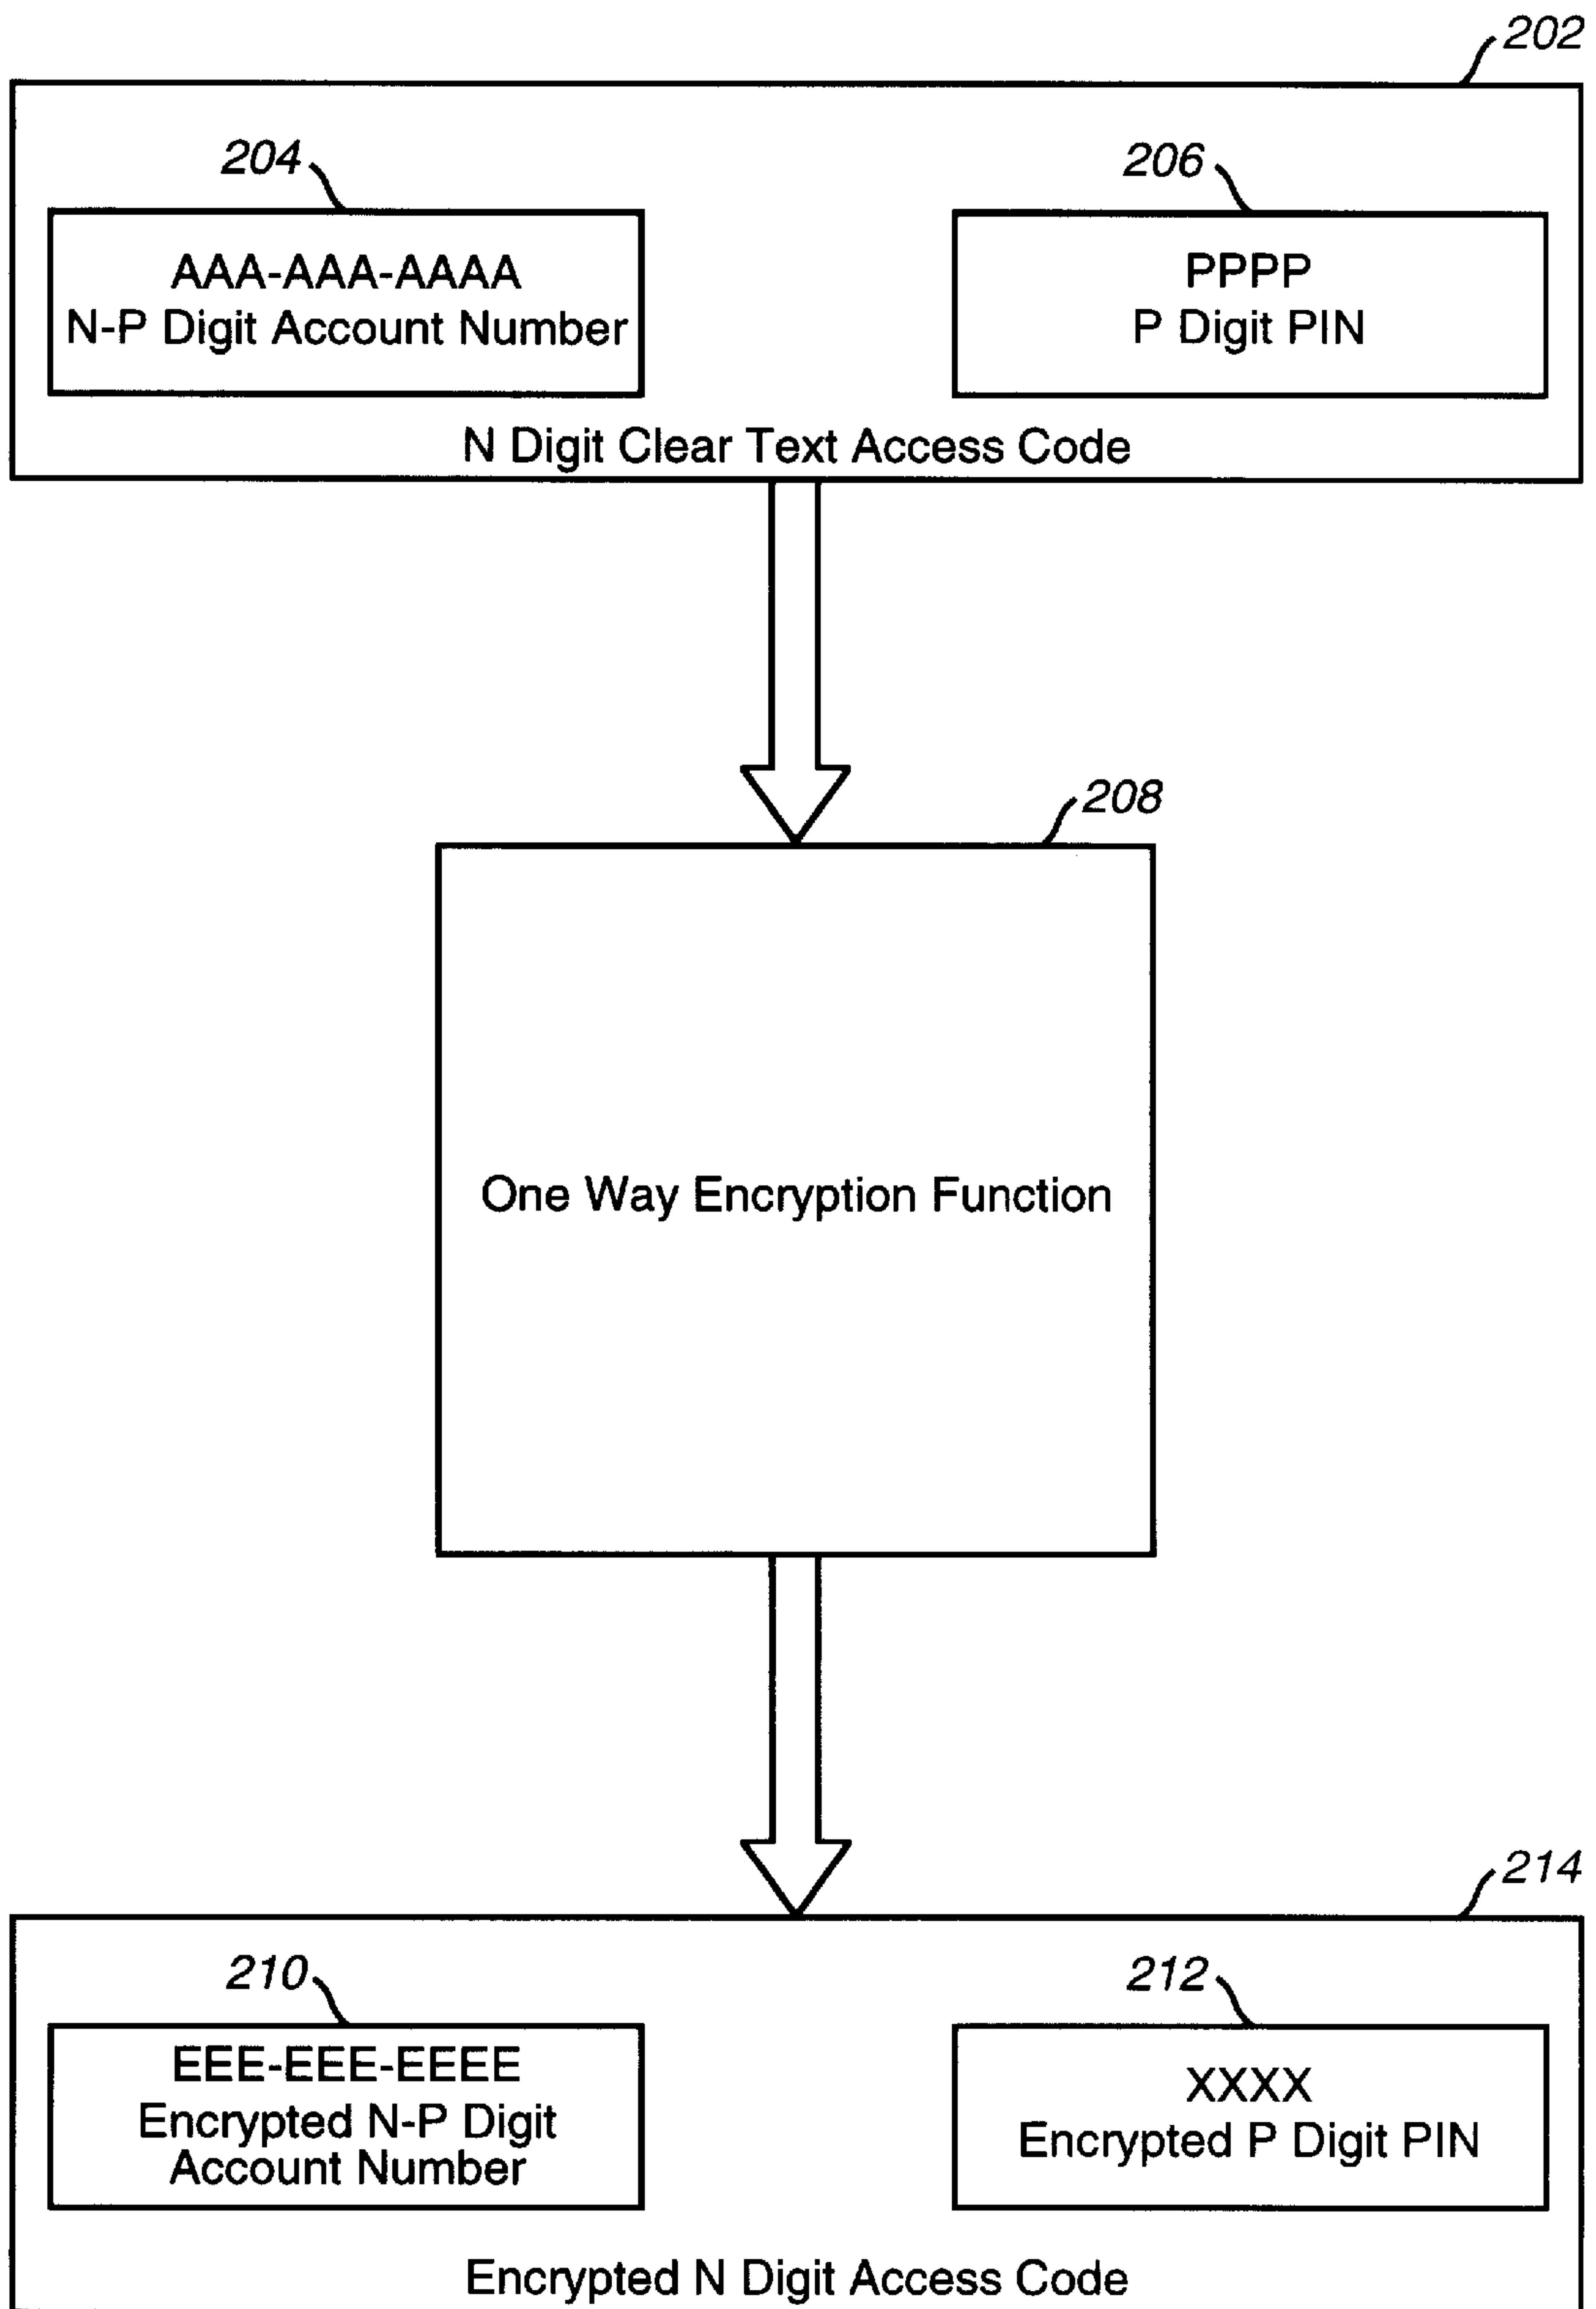 202
204
206
AAA-AAA-AAAA
N-P Digit Account Number
PPPP
P Digit PIN
N Digit Clear Text Access Code
208
One Way Encryption Function
214
210
212
EEE-EEE-EEEE
Encrypted N-P Digit
Account Number
XXXX
Encrypted P Digit PIN
Encrypted N Digit Access Code